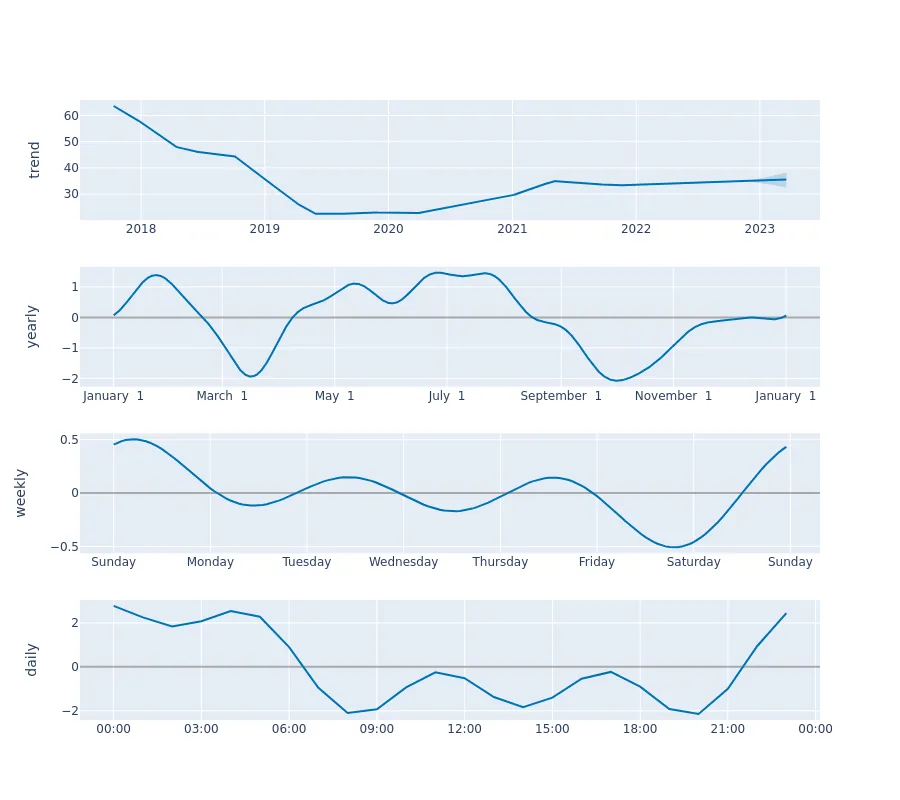 trend
60
50
40
30
2018 2019 2020 2021 2022 2023
yearly
1
0
−1
−2
January 1 March 1 May 1 July 1 September 1 November 1 January 1
weekly
0.5
0
−0.5
Sunday Monday Tuesday Wednesday Thursday Friday Saturday Sunday
daily
2
0
−2
00:00 03:00 06:00 09:00 12:00 15:00 18:00 21:00 00:00